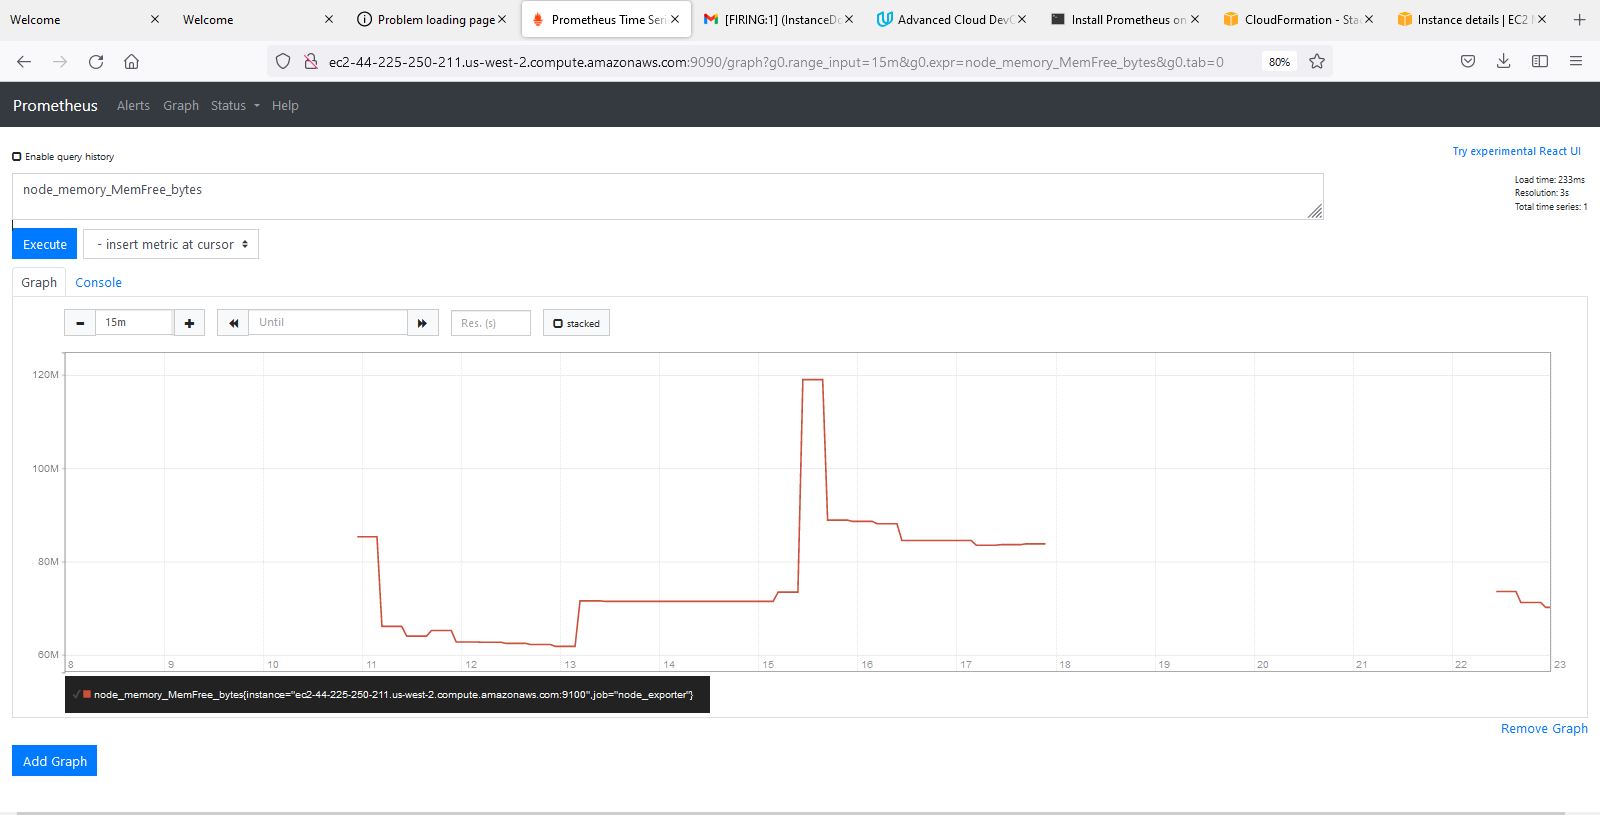 Welcome
Welcome
Problem loading page
Prometheus Time Seri
[FIRING:1] (InstanceDo
Advanced Cloud DevO
Install Prometheus on
CloudFormation - Stac
Instance details | EC2 M
ec2-44-225-250-211.us-west-2.compute.amazonaws.com:9090/graph?g0.range_input=15m&g0.expr=node_memory_MemFree_bytes&g0.tab=0
80%
Prometheus Alerts Graph Status Help
Enable query history
Try experimental React UI
node_memory_MemFree_bytes
Load time: 233ms
Resolution: 3s
Total time series: 1
Execute
- insert metric at cursor
Graph Console
15m
Until
Res. (s)
stacked
120M
100M
80M
60M
8 9 10 11 12 13 14 15 16 17 18 19 20 21 22 23
node_memory_MemFree_bytes{instance="ec2-44-225-250-211.us-west-2.compute.amazonaws.com:9100",job="node_exporter"}
Remove Graph
Add Graph